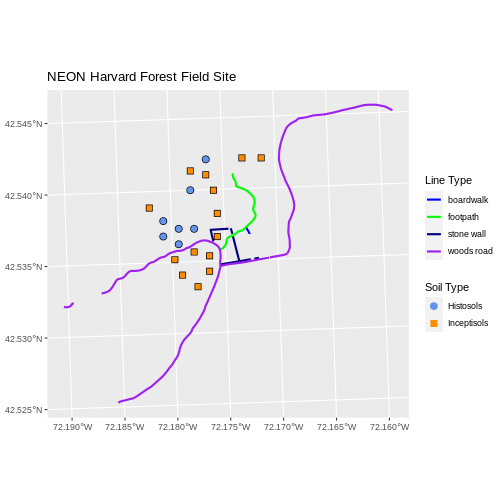 NEON Harvard Forest Field Site
42.545°N
42.540°N
42.535°N
42.530°N
42.525°N
72.190°W 72.185°W 72.180°W 72.175°W 72.170°W 72.165°W 72.160°W
Line Type
boardwalk
footpath
stone wall
woods road
Soil Type
Histosols
Inceptisols